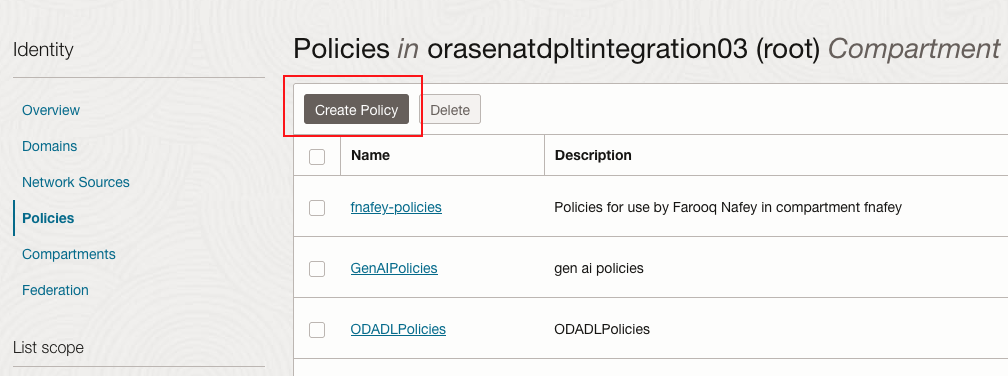 Identity
Overview
Domains
Network Sources
Policies
Compartments
Federation
List scope
Policies in orasenatdpltintegration03 (root) Compartment
Create Policy Delete
Name Description
fnafey-policies Policies for use by Farooq Nafey in compartment fnafey
GenAIPolicies gen ai policies
ODADLPolicies ODADLPolicies